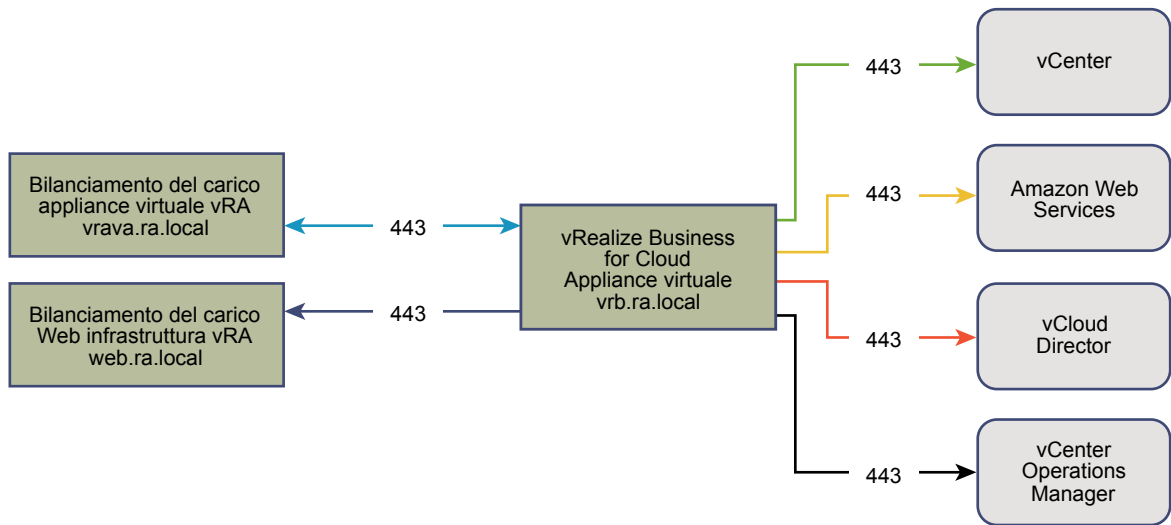 443
vCenter
443
Amazon Web
Services
Bilanciamento del carico
appliance virtuale vRA
vrava.ra.local
443
vRealize Business
for Cloud
Appliance virtuale
vrb.ra.local
Bilanciamento del carico
Web infrastruttura vRA
web.ra.local
443
443
vCloud
Director
443
vCenter
Operations
Manager